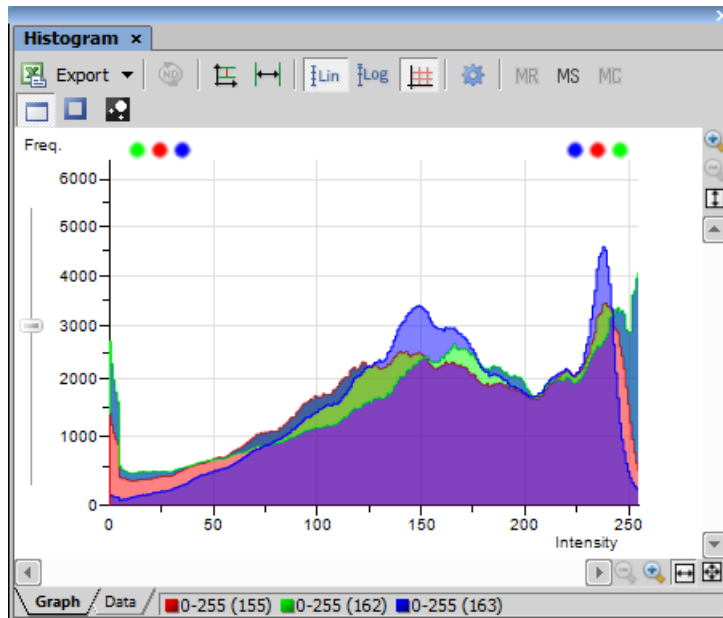 Histogram ×
Export ND Lin Log MR MS MC
Freq.
6000
5000
4000
3000
2000
1000
0
0 50 100 150 200 250
Intensity
Graph Data 0-255 (155) 0-255 (162) 0-255 (163)